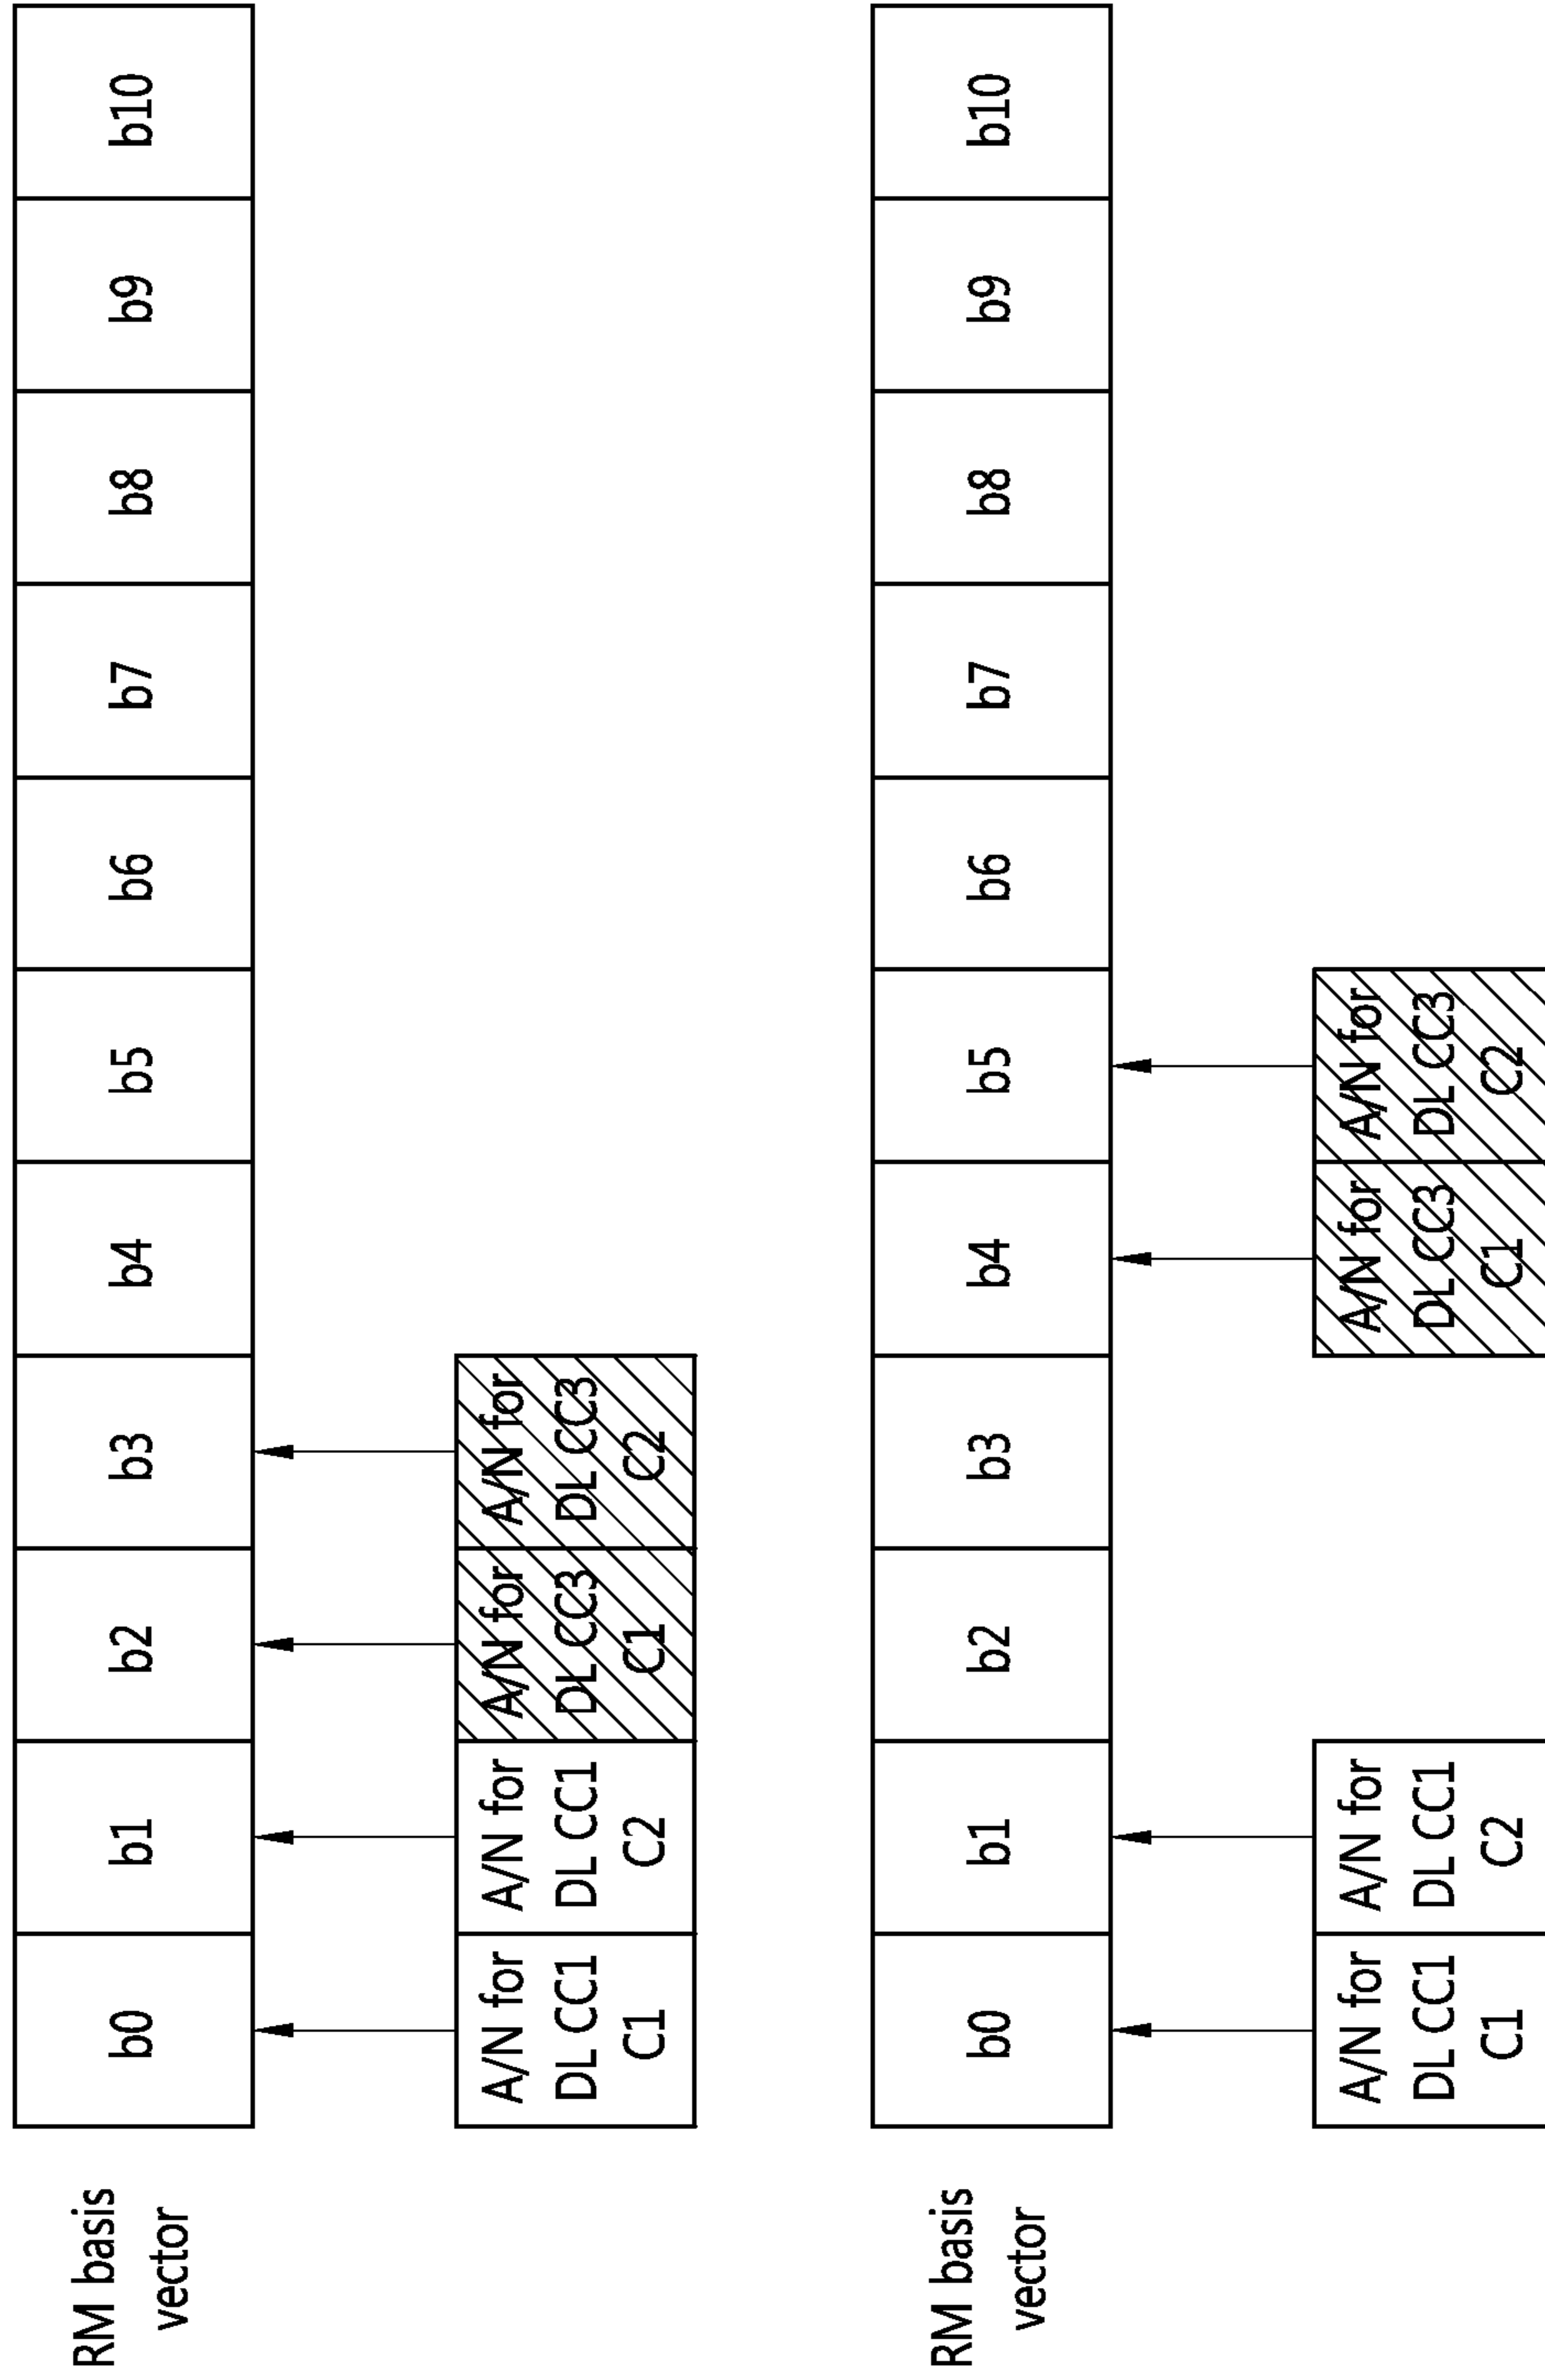 RM basis
vector
b0
b1
b2
b3
b4
b5
b6
b7
b8
b9
b10
A/N for
DL CC1
C1
A/N for
DL CC1
C2
A/N for
DL CC3
C1
A/N for
DL CC3
C2
RM basis
vector
b0
b1
b2
b3
b4
b5
b6
b7
b8
b9
b10
A/N for
DL CC1
C1
A/N for
DL CC1
C2
A/N for
DL CC3
C1
A/N for
DL CC3
C2